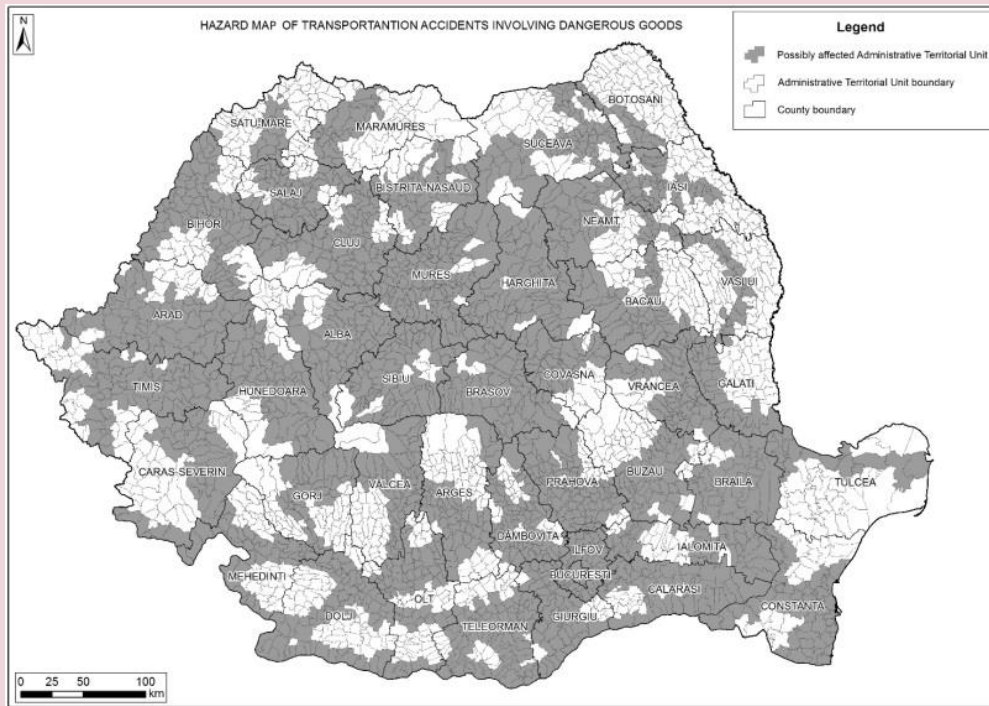 HAZARD MAP OF TRANSPORTANTION ACCIDENTS INVOLVING DANGEROUS GOODS
N
Legend
Possibly affected Administrative Territorial Unit
Administrative Territorial Unit boundary
County boundary
BOTOSANI
SATU-MARE
MARAMURES
SUCEAVA
IASI
BISTRITA-NASAUD
SALAJ
NEAMT
BIHOR
CLUJ
MURES
HARGHITA
VASLUI
BACAU
ARAD
ALBA
COVASNA
SIBIU
BRASOV
VRANCEA
GALATI
TIMIS
HUNEDOARA
CARAS-SEVERIN
GORJ
VALCEA
ARGES
PRAHOVA
BUZAU
BRAILA
TULCEA
DÂMBOVITA
ILFOV
IALOMITA
BUCURESTI
MEHEDINTI
CALARASI
OLT
CONSTANTA
DOLJ
GIURGIU
TELEORMAN
0 25 50 100
km